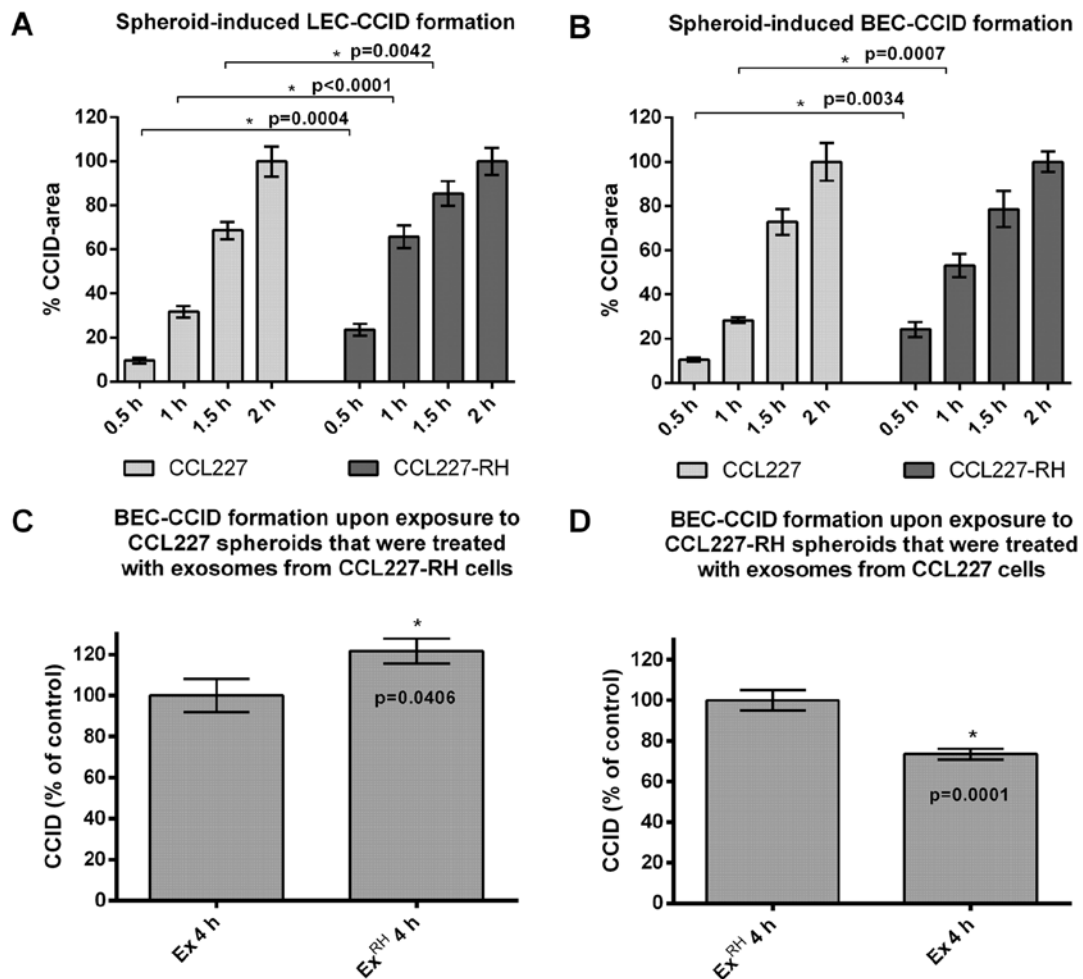 A
Spheroid-induced LEC-CCID formation
* p=0.0042
* p<0.0001
* p=0.0004
% CCID-area
120
100
80
60
40
20
0
0.5 h
1 h
1.5 h
2 h
0.5 h
1 h
1.5 h
2 h
CCL227
CCL227-RH
B
Spheroid-induced BEC-CCID formation
* p=0.0007
* p=0.0034
% CCID-area
120
100
80
60
40
20
0
0.5 h
1 h
1.5 h
2 h
0.5 h
1 h
1.5 h
2 h
CCL227
CCL227-RH
C
BEC-CCID formation upon exposure to
CCL227 spheroids that were treated
with exosomes from CCL227-RH cells
CCID (% of control)
120
100
80
60
40
20
0
*
p=0.0406
Ex 4 h
Ex^RH 4 h
D
BEC-CCID formation upon exposure to
CCL227-RH spheroids that were treated
with exosomes from CCL227 cells
CCID (% of control)
120
100
80
60
40
20
0
*
p=0.0001
Ex^RH 4 h
Ex 4 h